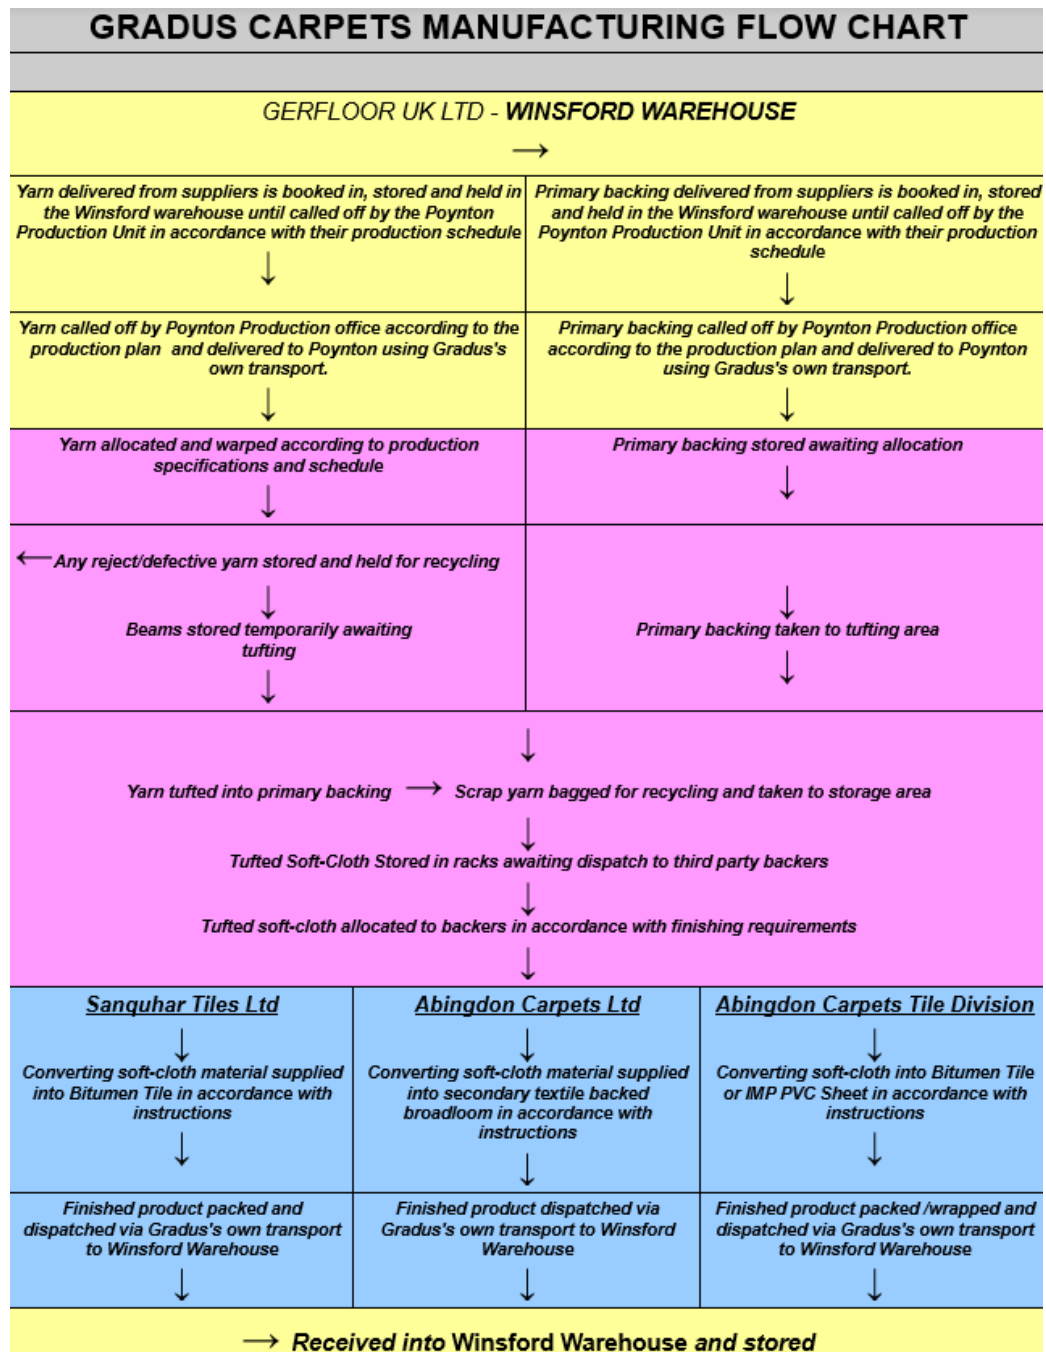 GRADUS CARPETS MANUFACTURING FLOW CHART
GERFLOOR UK LTD - WINSFORD WAREHOUSE
→
Yarn delivered from suppliers is booked in, stored and held in
the Winsford warehouse until called off by the Poynton
Production Unit in accordance with their production schedule
↓
Primary backing delivered from suppliers is booked in, stored
and held in the Winsford warehouse until called off by the
Poynton Production Unit in accordance with their production
schedule
↓
Yarn called off by Poynton Production office according to the
production plan and delivered to Poynton using Gradus's
own transport.
↓
Primary backing called off by Poynton Production office
according to the production plan and delivered to Poynton
using Gradus's own transport.
↓
Yarn allocated and warped according to production
specifications and schedule
↓
Primary backing stored awaiting allocation
↓
← Any reject/defective yarn stored and held for recycling
↓
Beams stored temporarily awaiting
tufting
↓
↓
Primary backing taken to tufting area
↓
↓
Yarn tufted into primary backing → Scrap yarn bagged for recycling and taken to storage area
↓
Tufted Soft-Cloth Stored in racks awaiting dispatch to third party backers
↓
Tufted soft-cloth allocated to backers in accordance with finishing requirements
↓
Sanquhar Tiles Ltd
↓
Converting soft-cloth material supplied
into Bitumen Tile in accordance with
instructions
↓
Abingdon Carpets Ltd
↓
Converting soft-cloth material supplied
into secondary textile backed
broadloom in accordance with
instructions
↓
Abingdon Carpets Tile Division
↓
Converting soft-cloth into Bitumen Tile
or IMP PVC Sheet in accordance with
instructions
↓
Finished product packed and
dispatched via Gradus's own transport
to Winsford Warehouse
↓
Finished product dispatched via
Gradus's own transport to Winsford
Warehouse
↓
Finished product packed /wrapped and
dispatched via Gradus's own transport
to Winsford Warehouse
↓
→ Received into Winsford Warehouse and stored